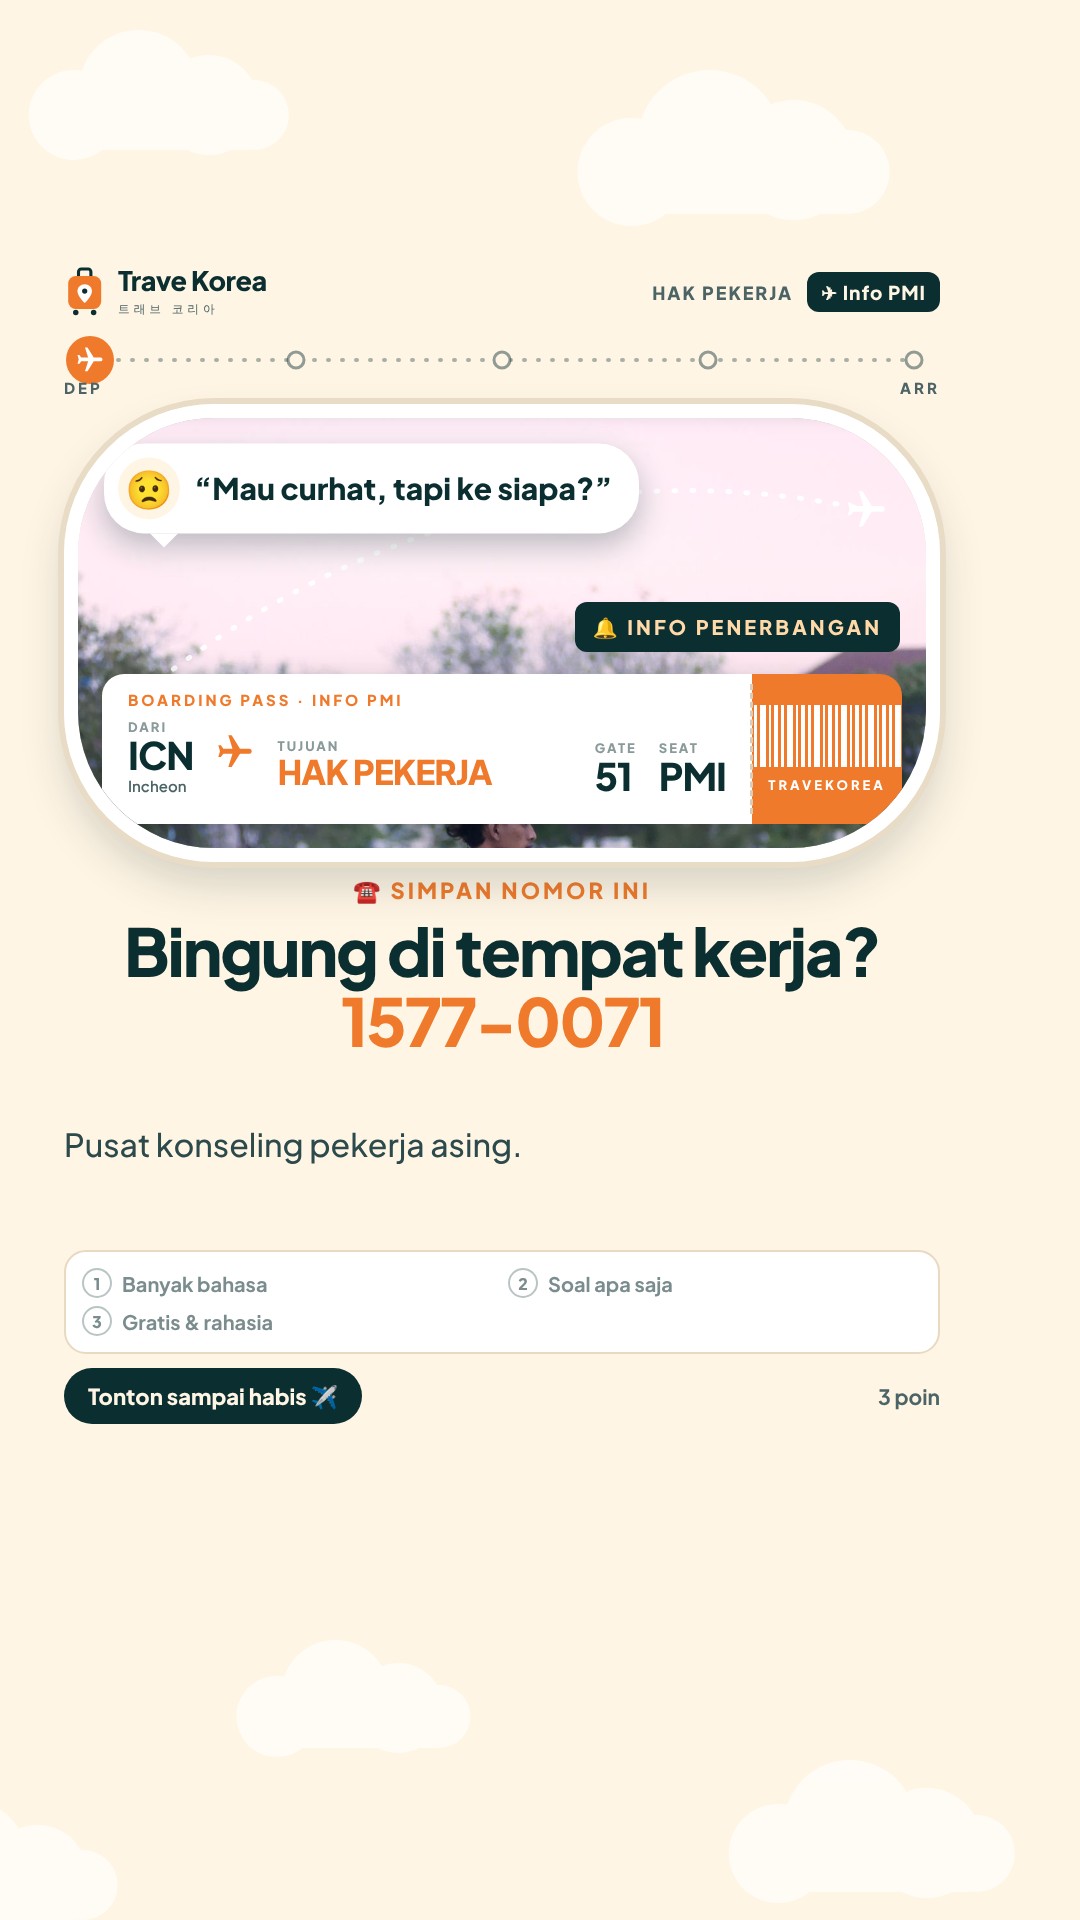 Trave Korea
트래브 코리아
HAK PEKERJA
✈ Info PMI
DEP
ARR
😟 “Mau curhat, tapi ke siapa?”
🔔 INFO PENERBANGAN
BOARDING PASS · INFO PMI
DARI
ICN
Incheon
TUJUAN
HAK PEKERJA
GATE
51
SEAT
PMI
TRAVEKOREA
☎️ SIMPAN NOMOR INI
Bingung di tempat kerja?
1577-0071
Pusat konseling pekerja asing.
1 Banyak bahasa
2 Soal apa saja
3 Gratis & rahasia
Tonton sampai habis ✈️
3 poin